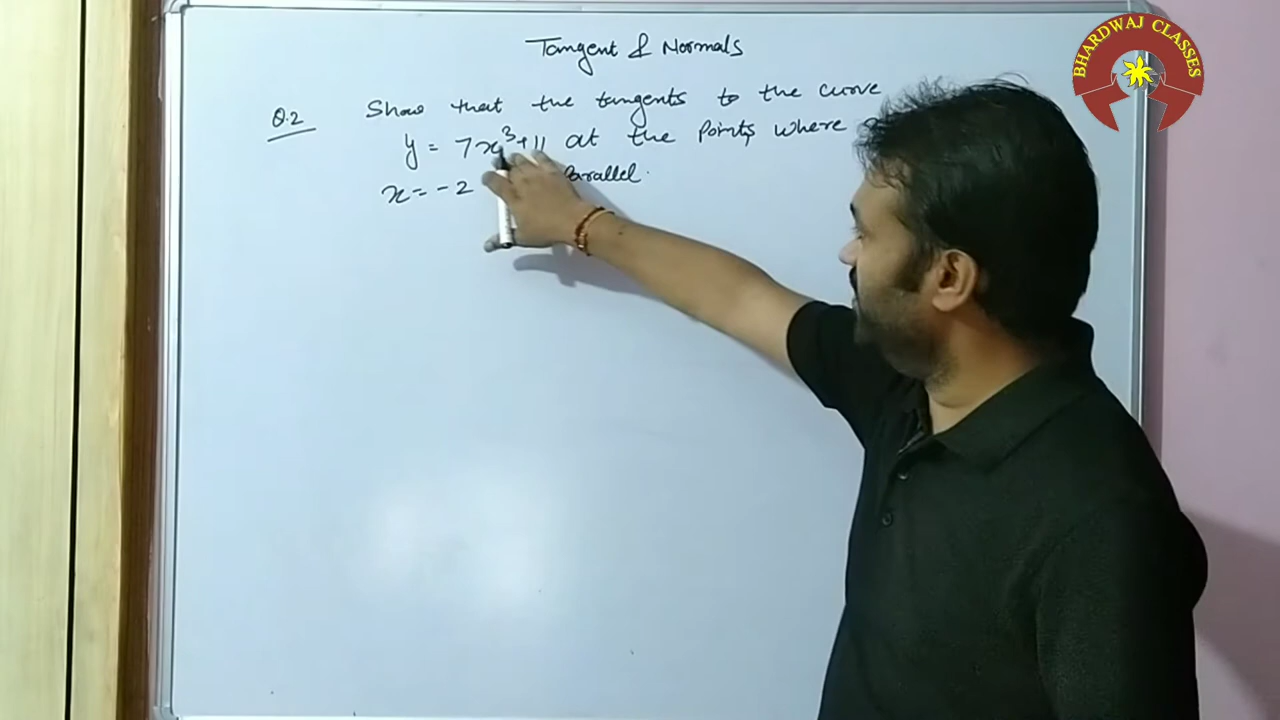 Tangent & Normals
Q.2 Show that the tangents to the curve
y = 7x³+11 at the points where
x = -2 parallel.
BHARDWAJ CLASSES